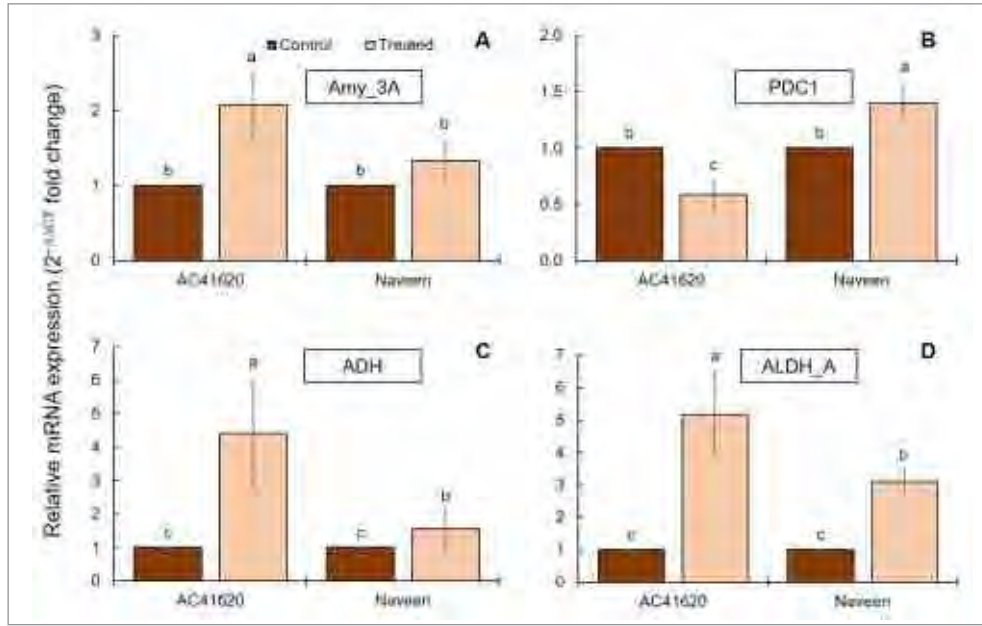 Relative mRNA expression (2^-ΔΔCT fold change)
A
■Control □Treated
Amy_3A
3
2
1
0
b
a
b
b
AC41620
Naveen
B
PDC1
2.0
1.5
1.0
0.5
0.0
b
c
b
a
AC41620
Naveen
C
ADH
7
6
5
4
3
2
1
0
c
a
c
b
AC41620
Naveen
D
ALDH_A
7
6
5
4
3
2
1
0
c
a
c
b
AC41620
Naveen